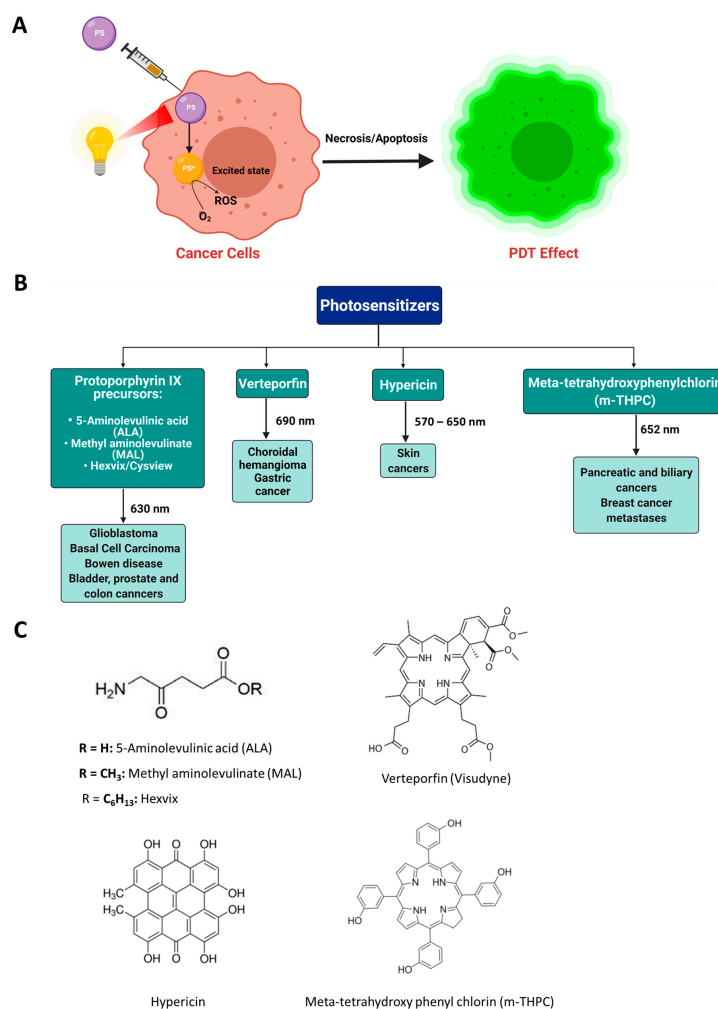 A
PS
PS
PS*
Excited state
ROS
O₂
Necrosis/Apoptosis
Cancer Cells
PDT Effect
B
Photosensitizers
Protoporphyrin IX
precursors:
• 5-Aminolevulinic acid
(ALA)
• Methyl aminolevulinate
(MAL)
• Hexvix/Cysview
630 nm
Glioblastoma
Basal Cell Carcinoma
Bowen disease
Bladder, prostate and
colon canncers
Verteporfin
690 nm
Choroidal
hemangioma
Gastric
cancer
Hypericin
570 – 650 nm
Skin
cancers
Meta-tetrahydroxyphenylchlorin
(m-THPC)
652 nm
Pancreatic and biliary
cancers
Breast cancer
metastases
C
H₂N
O
O
OR
R = H: 5-Aminolevulinic acid (ALA)
R = CH₃: Methyl aminolevulinate (MAL)
R = C₆H₁₃: Hexvix
O
O
O
O
NH
N
N
HN
HO
O
O
O
Verteporfin (Visudyne)
OH
O
OH
H₃C
OH
H₃C
OH
OH
O
OH
Hypericin
OH
OH
N
HN
NH
N
HO
HO
Meta-tetrahydroxy phenyl chlorin (m-THPC)